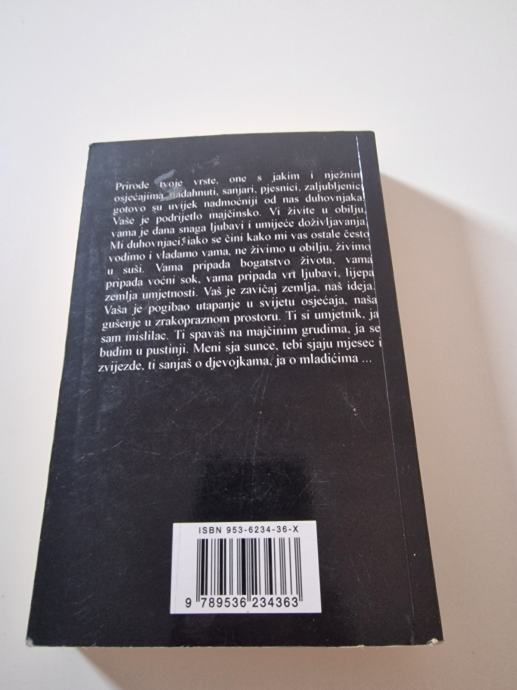 Prirode tvoje vrste, one s jakim i nježnim
osjećajima, nadahnuti, sanjari, pjesnici, zaljubljenici
gotovo su uvijek nadmoćniji od nas duhovnjaka.
Vaše je podrijetlo majčinsko. Vi živite u obilju,
vama je dana snaga ljubavi i umijeće doživljavanja.
Mi duhovnjaci, iako se čini kako mi vas ostale često
vodimo i vladamo vama, ne živimo u obilju, živimo
u suši. Vama pripada bogatstvo života, vama
pripada voćni sok, vama pripada vrt ljubavi, lijepa
zemlja umjetnosti. Vaš je zavičaj zemlja, naš ideja.
Vaša je pogibao utapanje u svijetu osjećaja, naša
gušenje u zrakopraznom prostoru. Ti si umjetnik, ja
sam mislilac. Ti spavaš na majčinim grudima, ja se
budim u pustinji. Meni sja sunce, tebi sjaju mjesec i
zvijezde, ti sanjaš o djevojkama, ja o mladićima ...
ISBN 953-6234-36-X
9 789536 234363